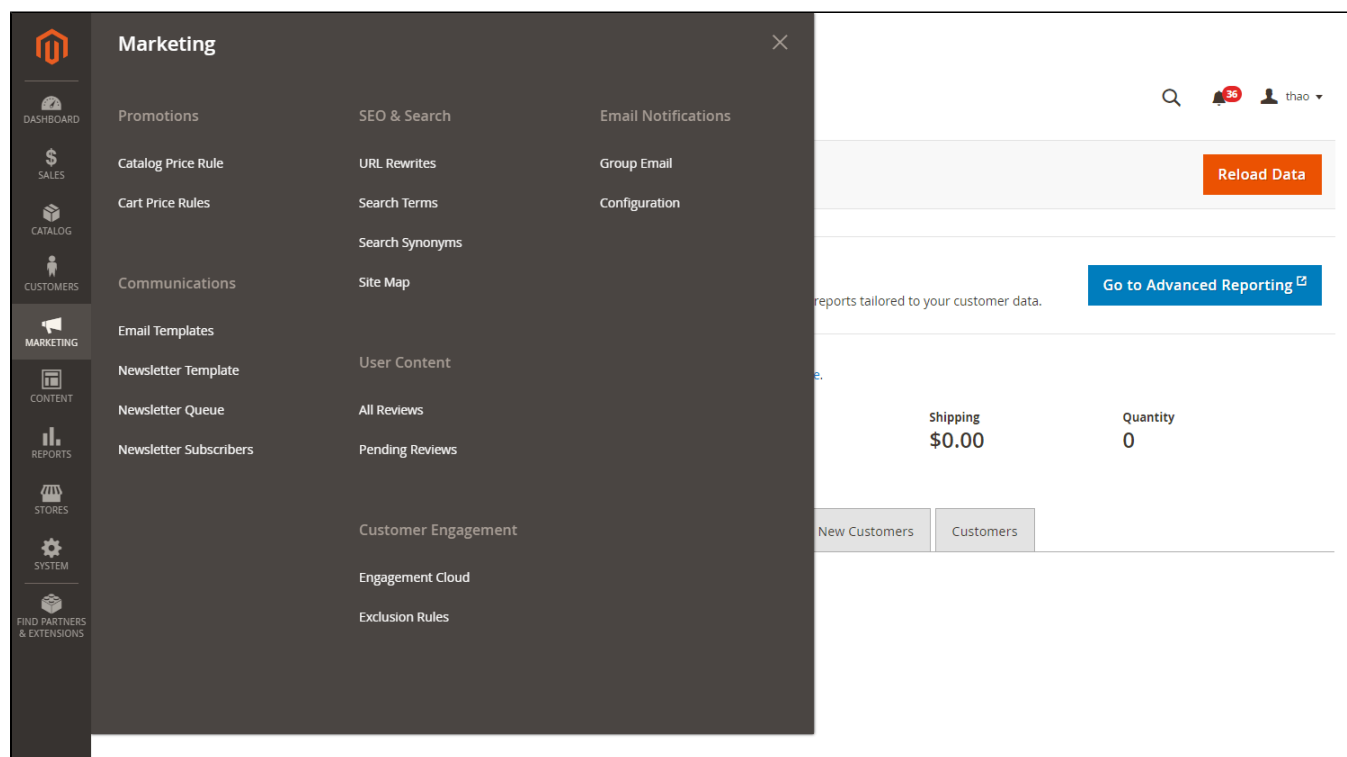 DASHBOARD
SALES
CATALOG
CUSTOMERS
MARKETING
CONTENT
REPORTS
STORES
SYSTEM
FIND PARTNERS
& EXTENSIONS
Marketing
Promotions
Catalog Price Rule
Cart Price Rules
Communications
Email Templates
Newsletter Template
Newsletter Queue
Newsletter Subscribers
SEO & Search
URL Rewrites
Search Terms
Search Synonyms
Site Map
User Content
All Reviews
Pending Reviews
Customer Engagement
Engagement Cloud
Exclusion Rules
Email Notifications
Group Email
Configuration
36
thao
Reload Data
reports tailored to your customer data.
Go to Advanced Reporting
e.
Shipping
$0.00
Quantity
0
New Customers
Customers